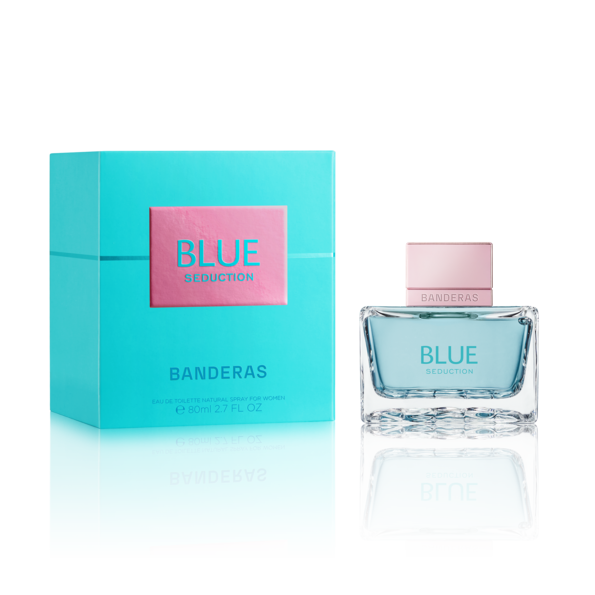 BLUE
SEDUCTION
BANDERAS
EAU DE TOILETTE NATURAL SPRAY FOR WOMEN
℮ 80ml 2.7 FL OZ
BANDERAS
BLUE
SEDUCTION